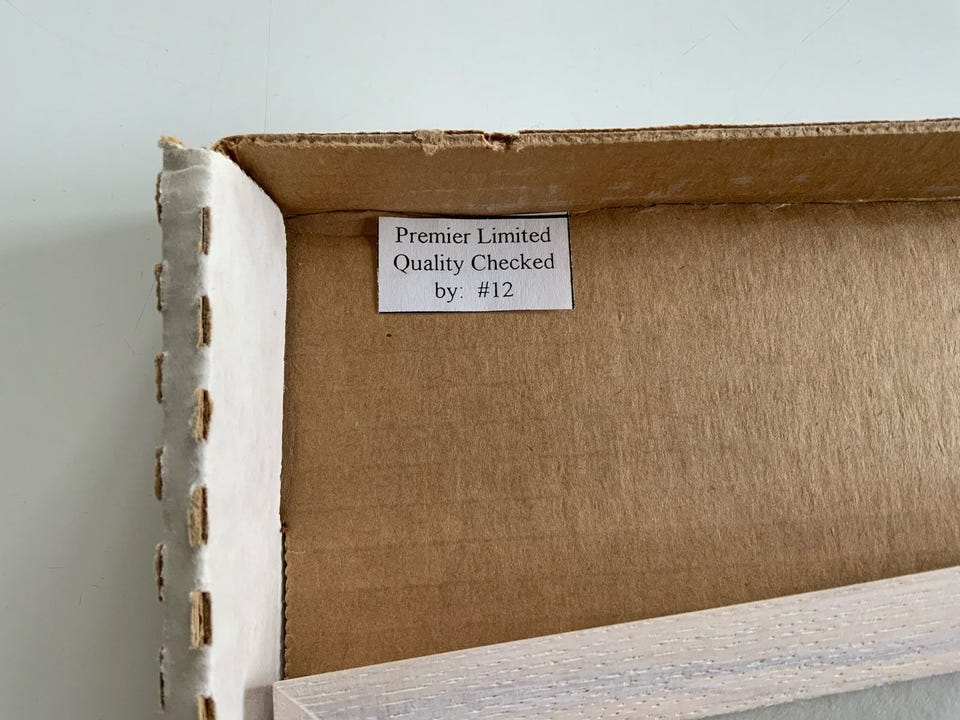 Premier Limited
Quality Checked
by: #12